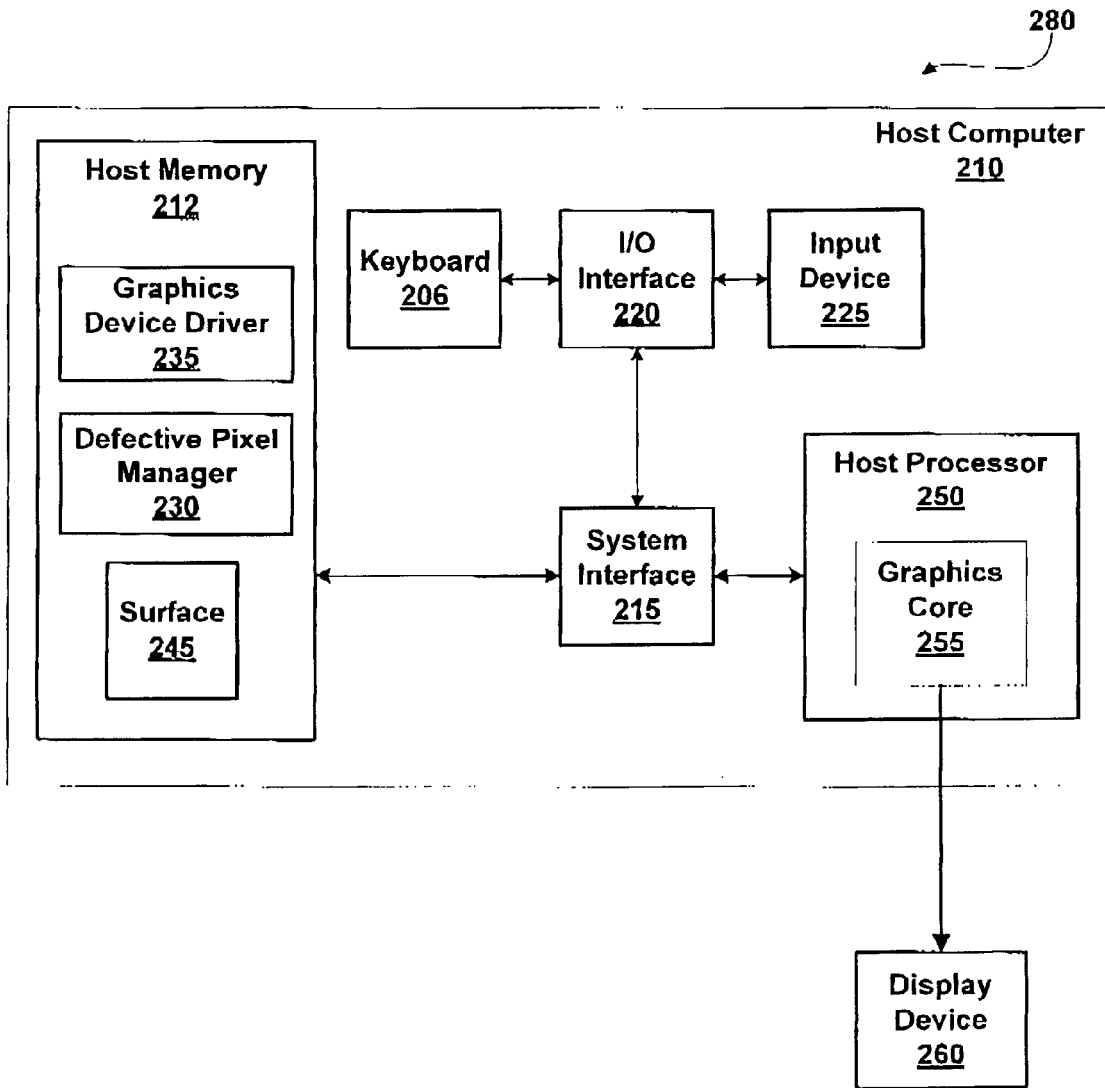 280
Host Computer
210
Host Memory
212
Graphics
Device Driver
235
Defective Pixel
Manager
230
Surface
245
Keyboard
206
I/O
Interface
220
Input
Device
225
System
Interface
215
Host Processor
250
Graphics
Core
255
Display
Device
260